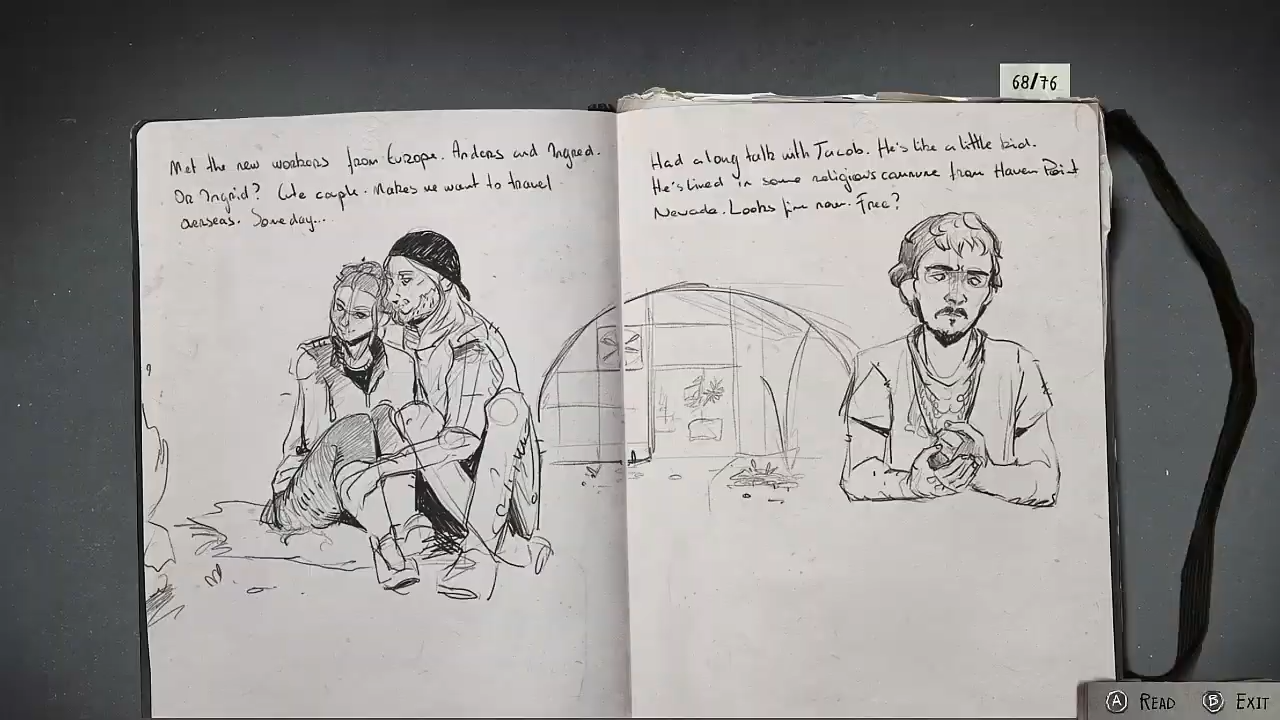 68/76
Met the new workers from Europe. Anders and Ingred.
Or Ingrid? Cute couple. Makes me want to travel
overseas. Someday...
Had a long talk with Jacob. He's like a little kid.
He's lived in some religious commune from Haven Point
Nevada. Looks fine now. Free?
A READ B EXIT